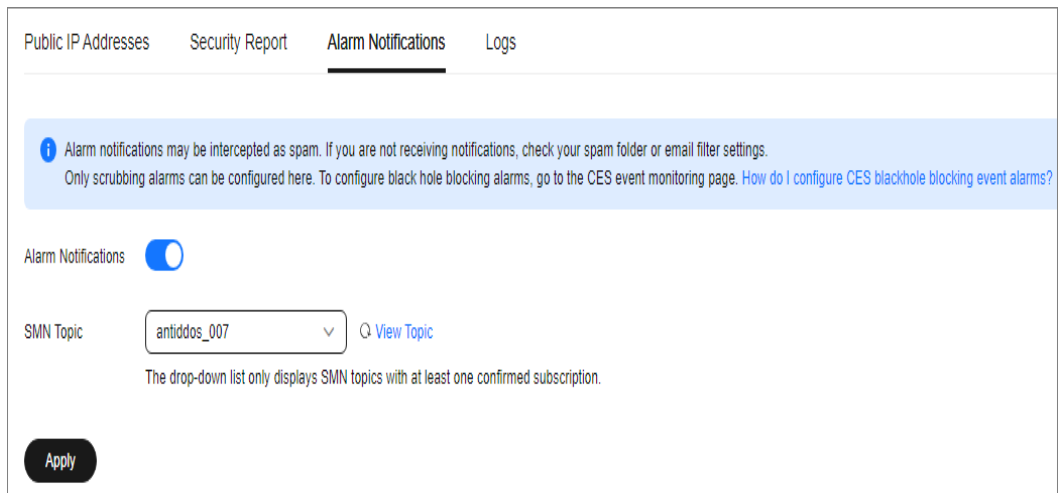 Public IP Addresses Security Report Alarm Notifications Logs
Alarm notifications may be intercepted as spam. If you are not receiving notifications, check your spam folder or email filter settings.
Only scrubbing alarms can be configured here. To configure black hole blocking alarms, go to the CES event monitoring page. How do I configure CES blackhole blocking event alarms?
Alarm Notifications
SMN Topic antiddos_007 View Topic
The drop-down list only displays SMN topics with at least one confirmed subscription.
Apply